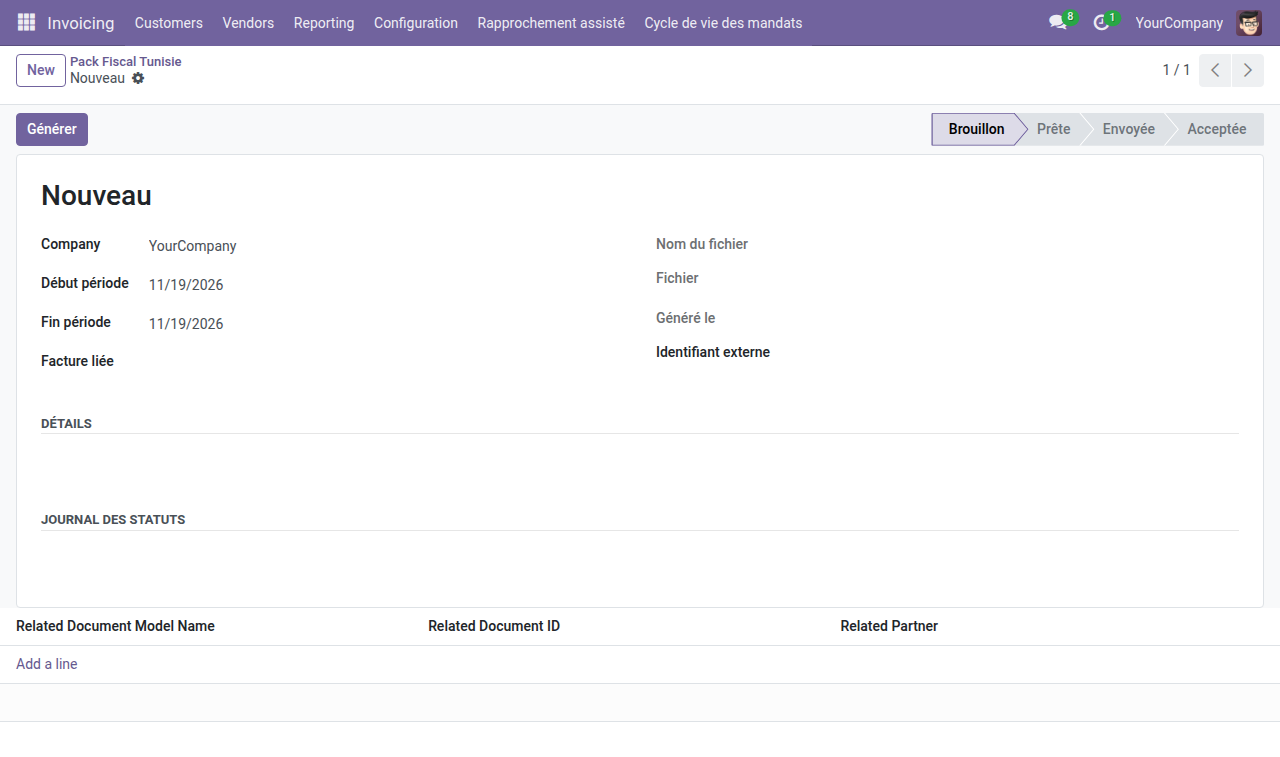 Invoicing Customers Vendors Reporting Configuration Rapprochement assisté Cycle de vie des mandats 8 1 YourCompany
New Pack Fiscal Tunisie
Nouveau
1 / 1
Générer Brouillon Prête Envoyée Acceptée
Nouveau
Company YourCompany
Début période 11/19/2026
Fin période 11/19/2026
Facture liée
Nom du fichier
Fichier
Généré le
Identifiant externe
DÉTAILS
JOURNAL DES STATUTS
Related Document Model Name Related Document ID Related Partner
Add a line